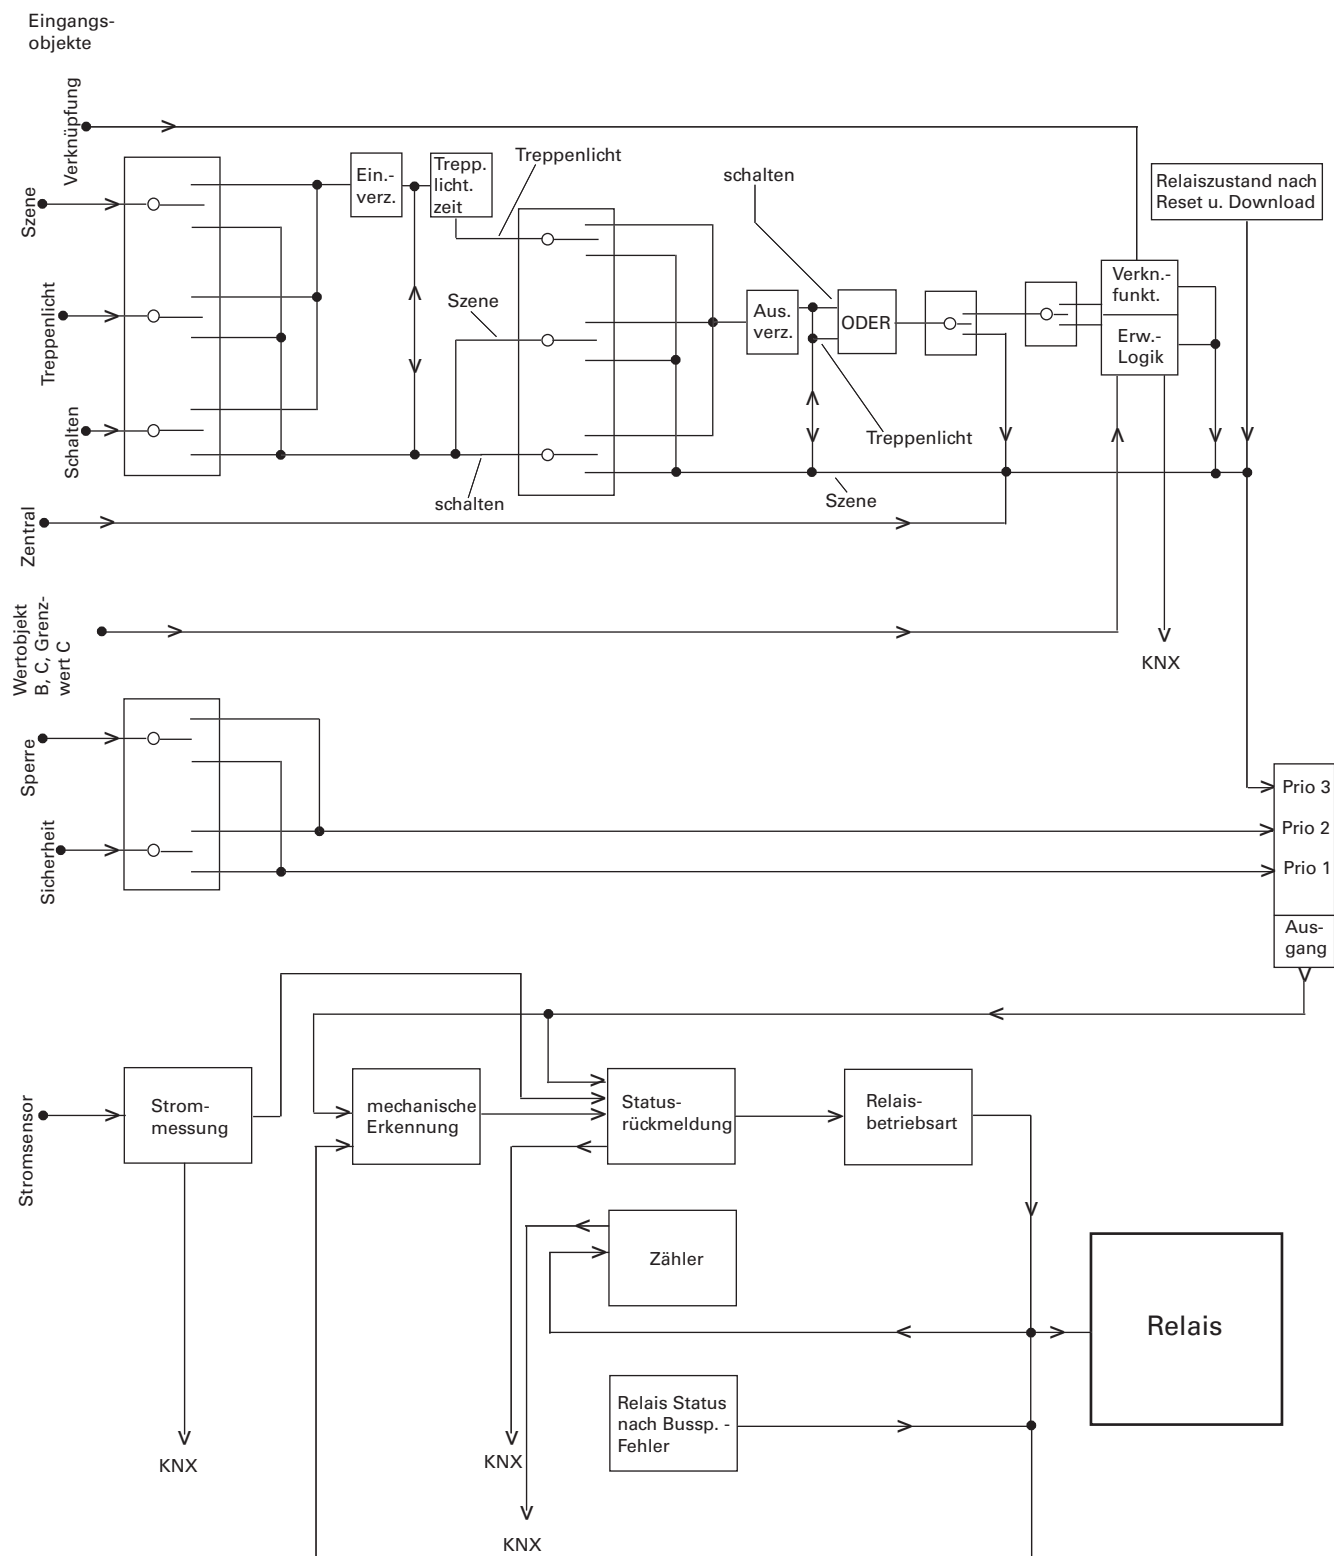 Eingangs-
objekte
Verknüpfung
Szene
Treppenlicht
Schalten
Ein.-
verz.
Trepp.
licht.
zeit
Treppenlicht
Szene
schalten
schalten
Aus.
verz.
ODER
Treppenlicht
Szene
Verkn.-
funkt.
Erw.-
Logik
Relaiszustand nach
Reset u. Download
Zentral
Wertobjekt
B, C, Grenz-
wert C
KNX
Sperre
Sicherheit
Prio 3
Prio 2
Prio 1
Aus-
gang
Stromsensor
Strom-
messung
mechanische
Erkennung
Status-
rückmeldung
Relais-
betriebsart
Zähler
Relais
Relais Status
nach Bussp. -
Fehler
KNX
KNX
KNX